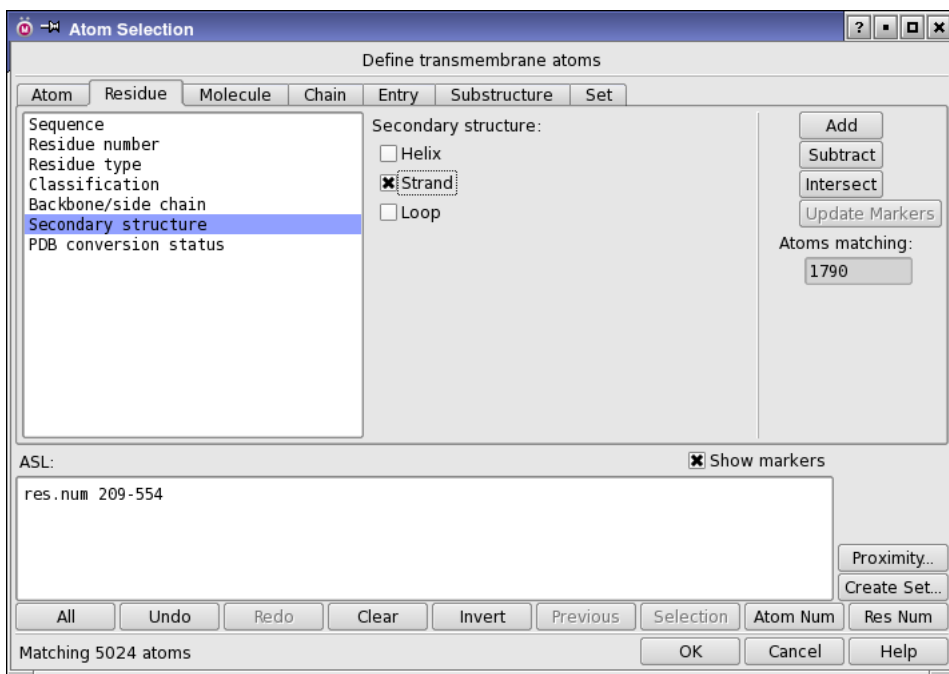 Atom Selection
Define transmembrane atoms
Atom Residue Molecule Chain Entry Substructure Set
Sequence
Residue number
Residue type
Classification
Backbone/side chain
Secondary structure
PDB conversion status
Secondary structure:
Helix
Strand
Loop
Add
Subtract
Intersect
Update Markers
Atoms matching:
1790
ASL:
Show markers
res.num 209-554
Proximity...
Create Set...
All Undo Redo Clear Invert Previous Selection Atom Num Res Num
Matching 5024 atoms
OK Cancel Help